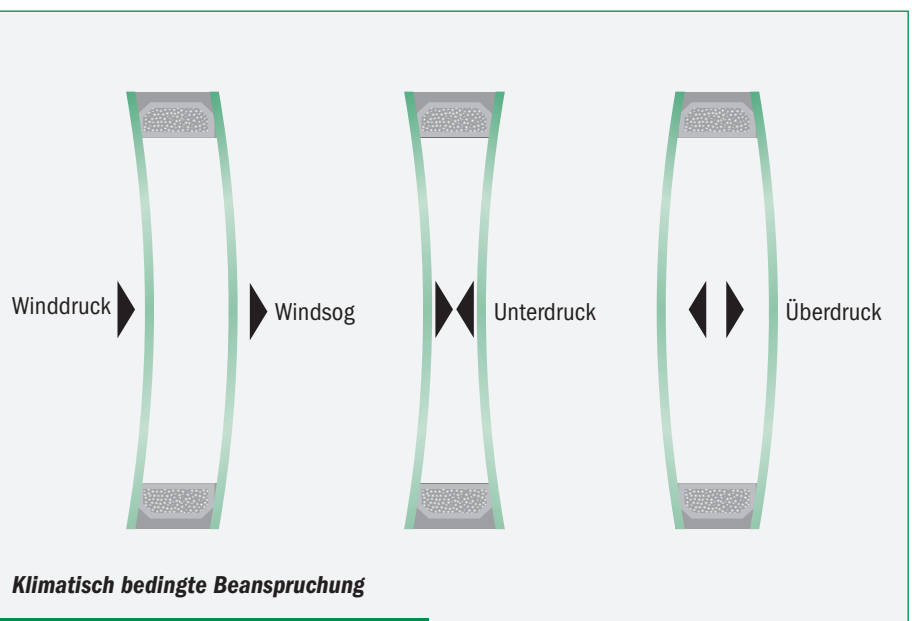 Winddruck
Windsog
Unterdruck
Überdruck
Klimatisch bedingte Beanspruchung